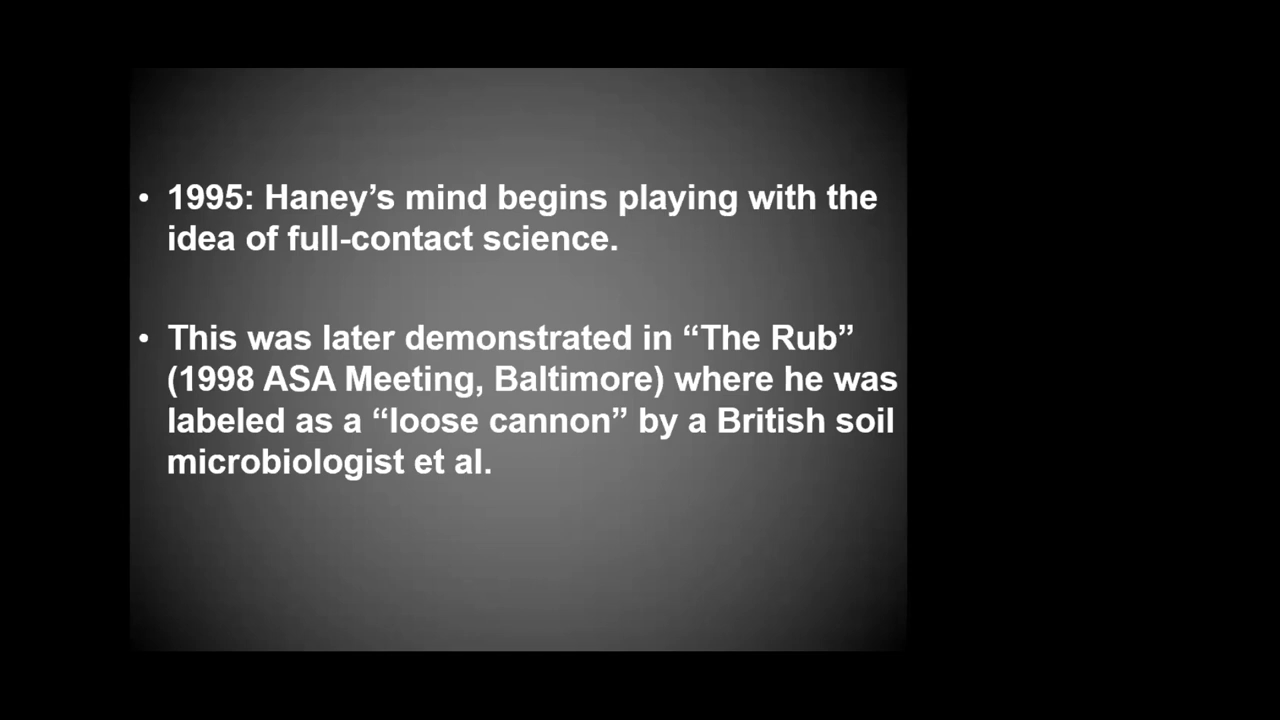 • 1995: Haney’s mind begins playing with the
idea of full-contact science.
• This was later demonstrated in “The Rub”
(1998 ASA Meeting, Baltimore) where he was
labeled as a “loose cannon” by a British soil
microbiologist et al.